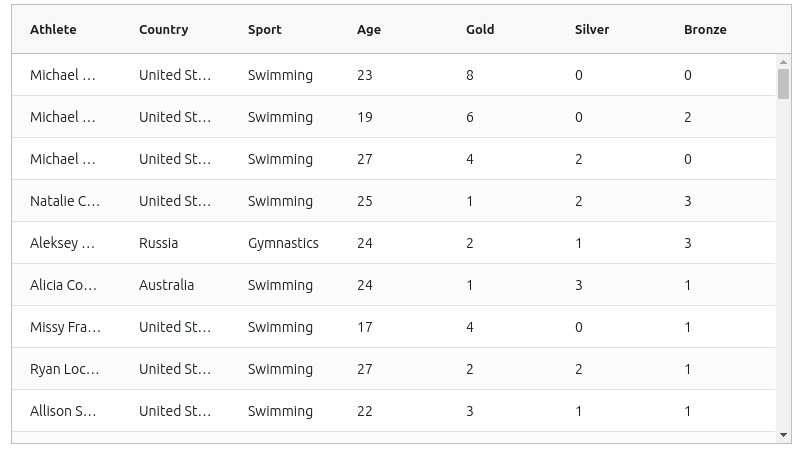 Athlete Country Sport Age Gold Silver Bronze
Michael … United St… Swimming 23 8 0 0
Michael … United St… Swimming 19 6 0 2
Michael … United St… Swimming 27 4 2 0
Natalie C… United St… Swimming 25 1 2 3
Aleksey … Russia Gymnastics 24 2 1 3
Alicia Co… Australia Swimming 24 1 3 1
Missy Fra… United St… Swimming 17 4 0 1
Ryan Loc… United St… Swimming 27 2 2 1
Allison S… United St… Swimming 22 3 1 1